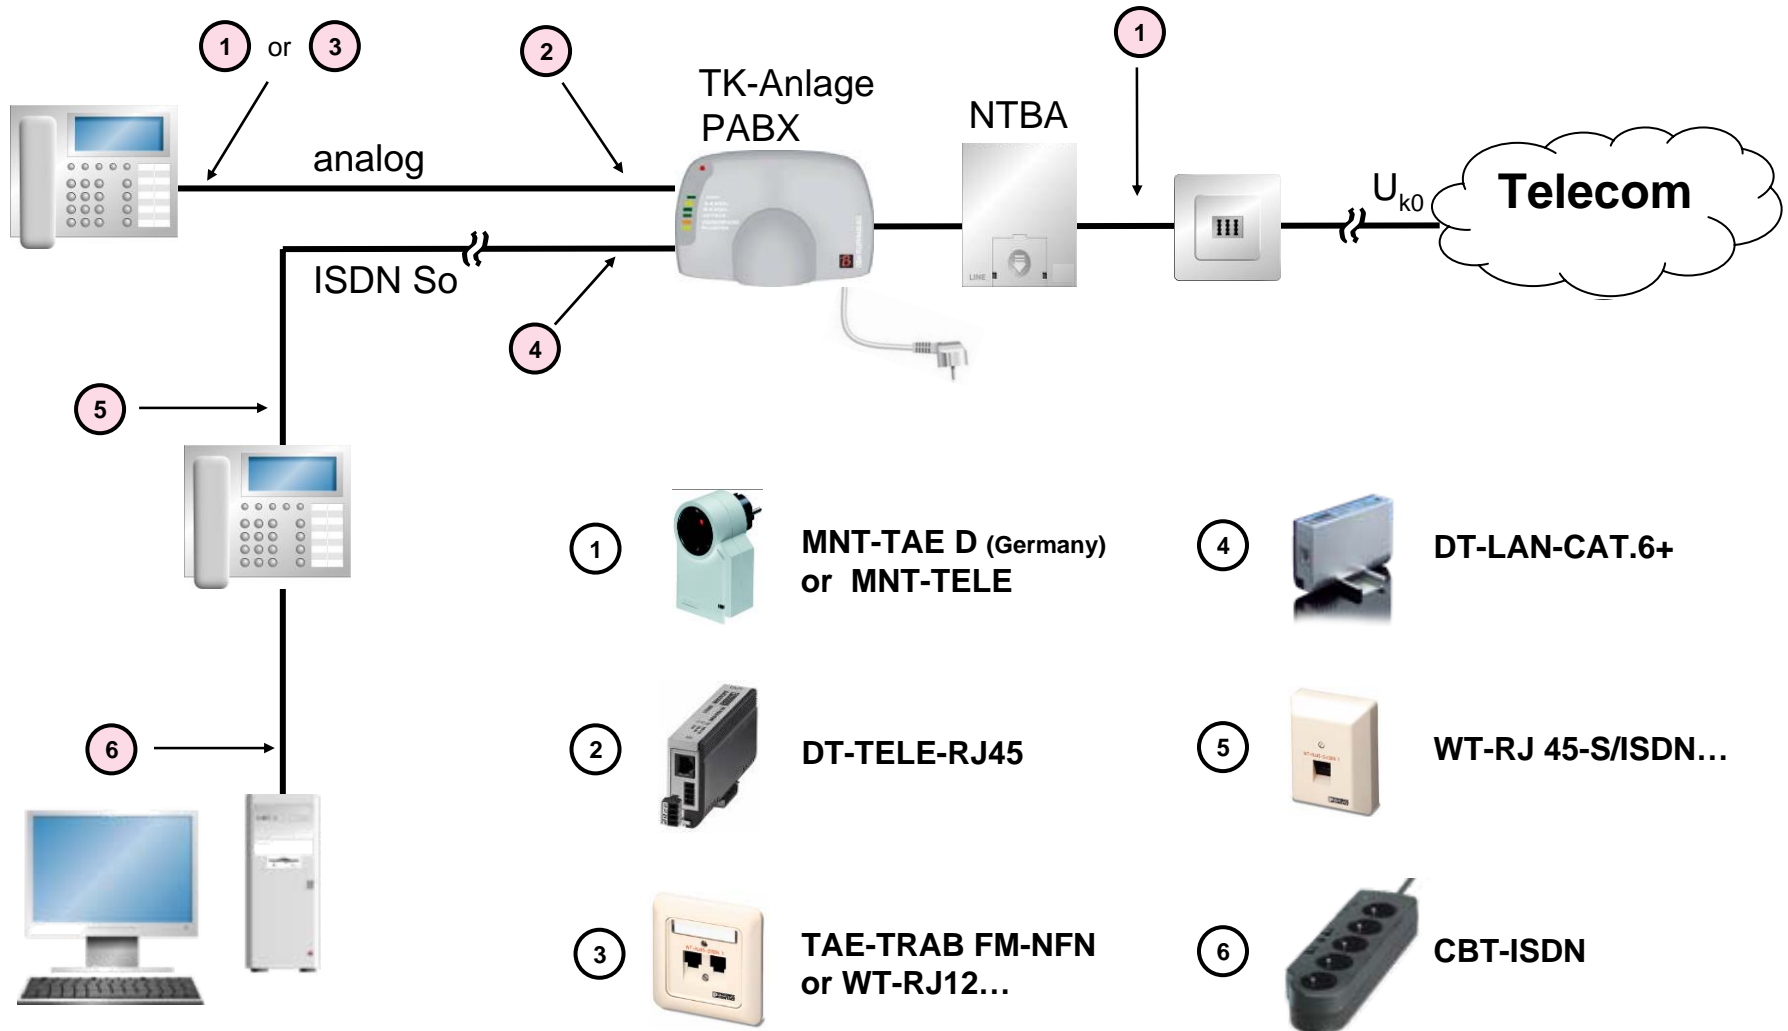 1 or 3
2
1
TK-Anlage
PABX
NTBA
analog
U k0
Telecom
ISDN So
LINE
4
5
6
1
MNT-TAE D (Germany)
or MNT-TELE
4
DT-LAN-CAT.6+
2
DT-TELE-RJ45
5
WT-RJ 45-S/ISDN…
3
TAE-TRAB FM-NFN
or WT-RJ12…
6
CBT-ISDN